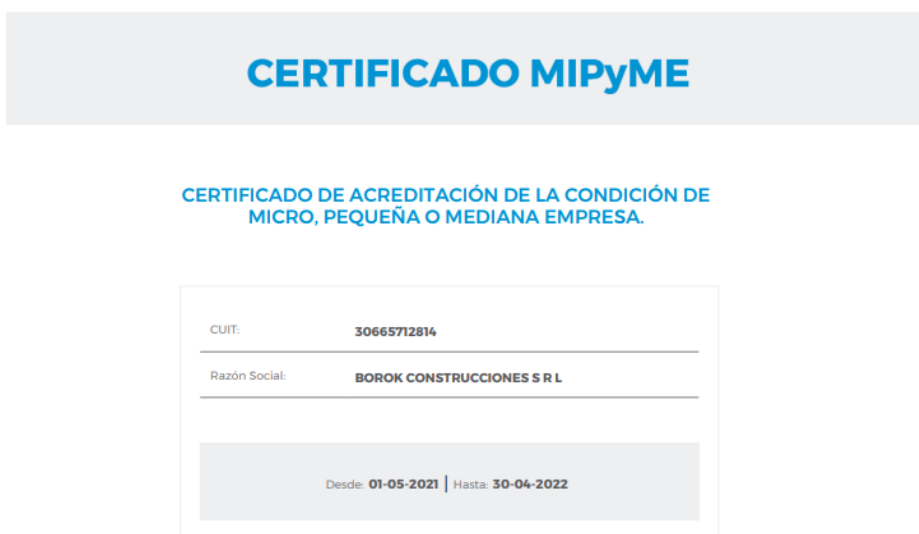 CERTIFICADO MIPyME
CERTIFICADO DE ACREDITACIÓN DE LA CONDICIÓN DE
MICRO, PEQUEÑA O MEDIANA EMPRESA.
CUIT: 30665712814
Razón Social: BOROK CONSTRUCCIONES S R L
Desde: 01-05-2021 | Hasta: 30-04-2022